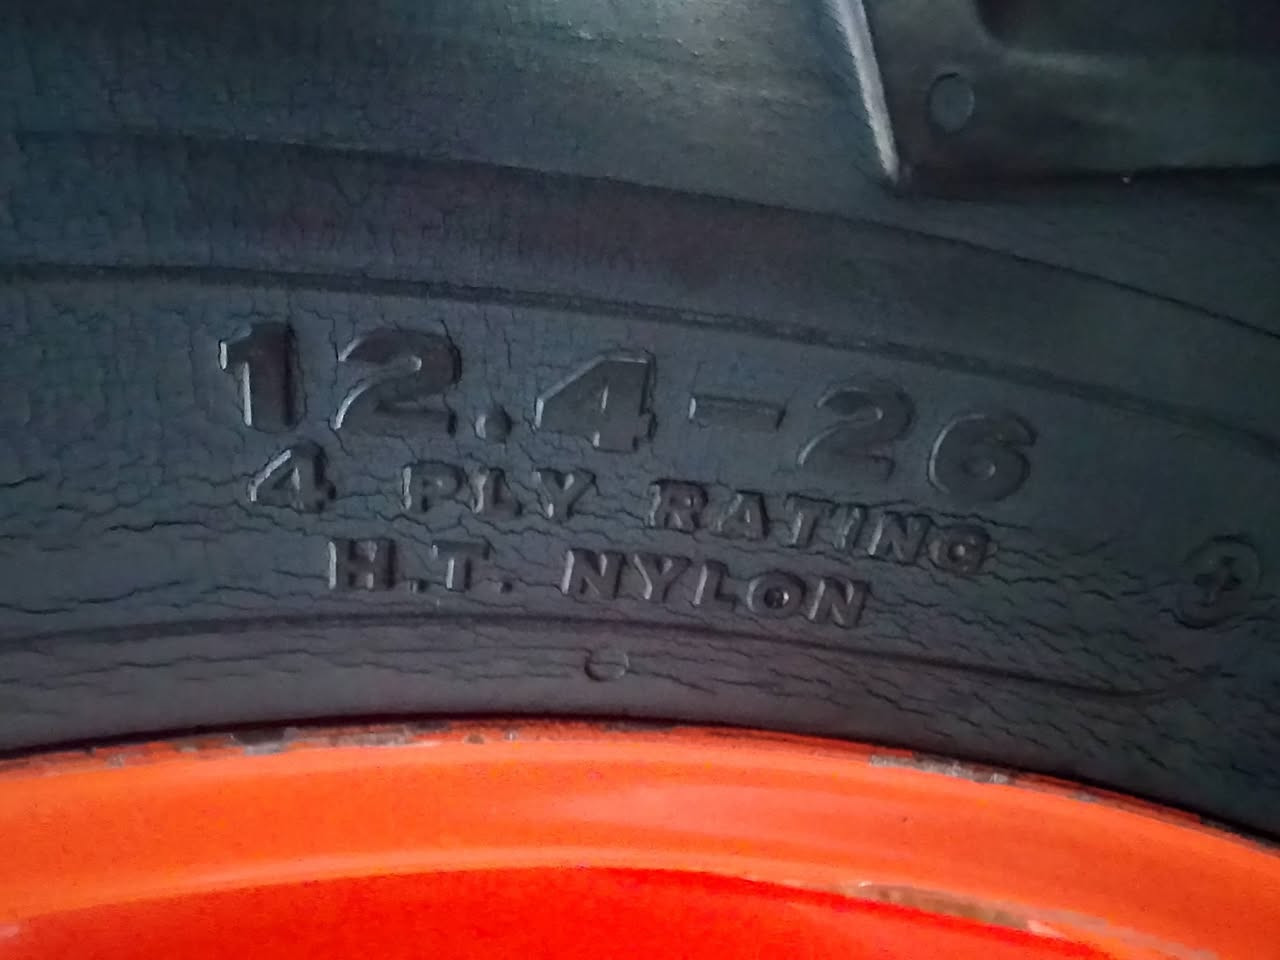 12.4-26
4 PLY RATING
H.T. NYLON